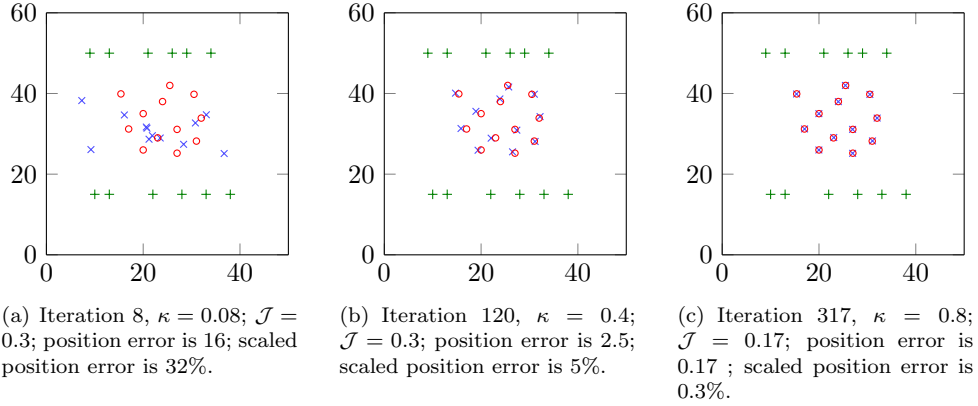 60
40
20
0
0
20
40
(a) Iteration 8, κ = 0.08; 𝒥 =
0.3; position error is 16; scaled
position error is 32%.
60
40
20
0
0
20
40
(b) Iteration 120, κ = 0.4;
𝒥 = 0.3; position error is 2.5;
scaled position error is 5%.
60
40
20
0
0
20
40
(c) Iteration 317, κ = 0.8;
𝒥 = 0.17; position error is
0.17 ; scaled position error is
0.3%.